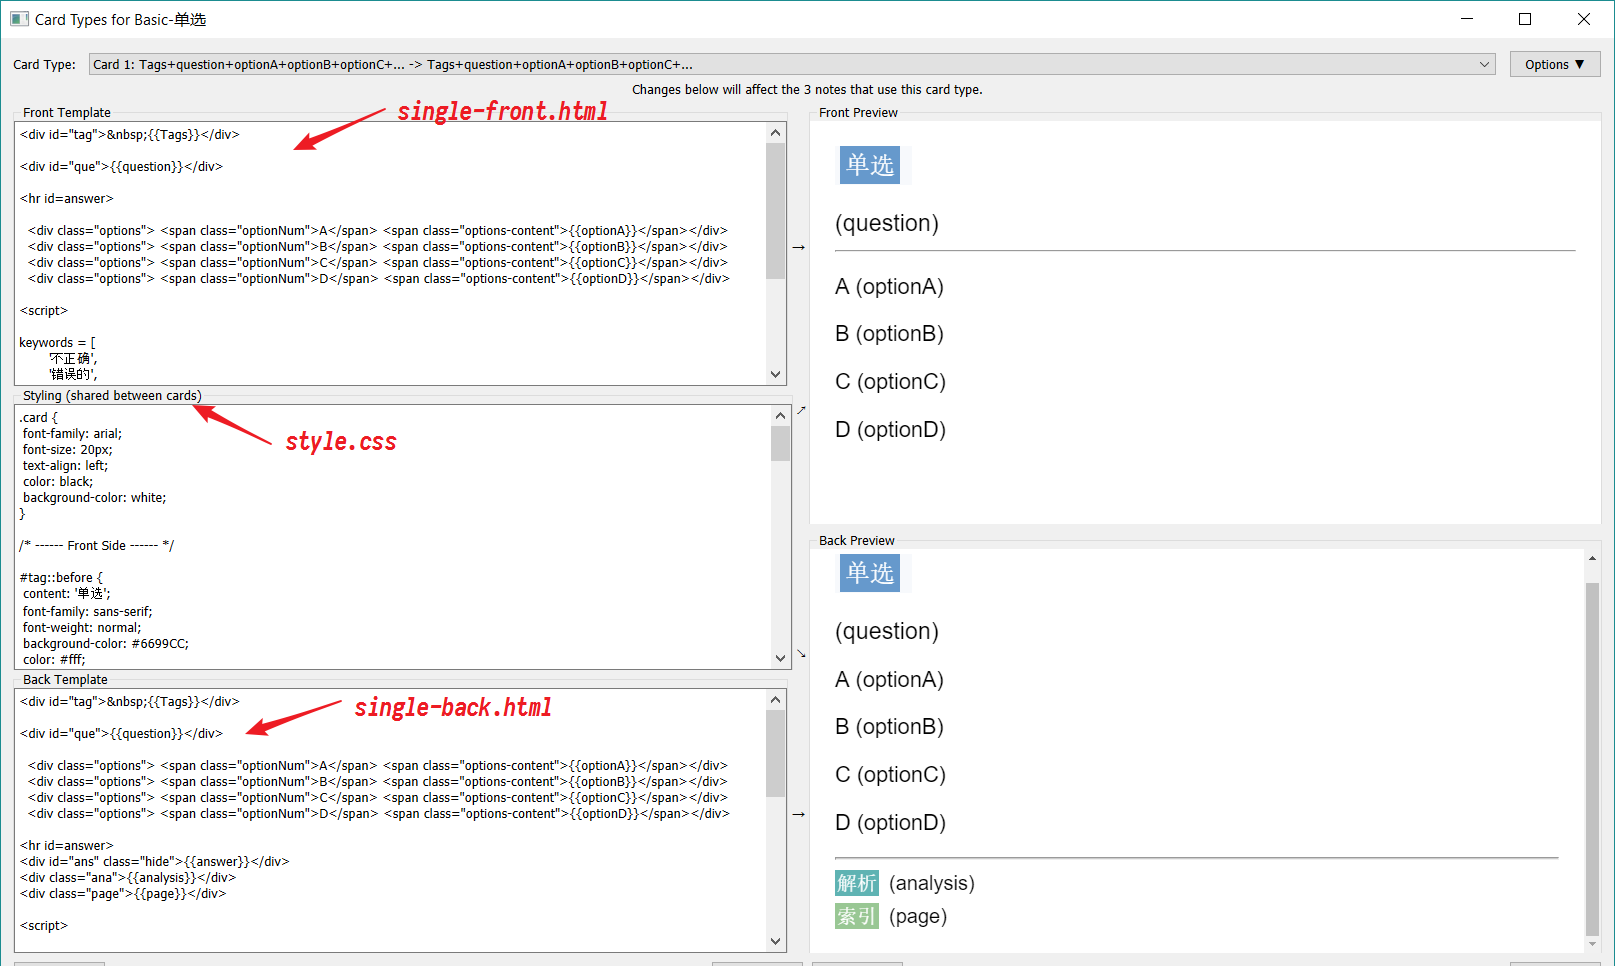 Card Types for Basic-单选
Card Type: Card 1: Tags+question+optionA+optionB+optionC+... -> Tags+question+optionA+optionB+optionC+... Options ▼
Changes below will affect the 3 notes that use this card type.
Front Template
single-front.html
<div id="tag">&nbsp;{{Tags}}</div>
<div id="que">{{question}}</div>
<hr id=answer>
<div class="options"> <span class="optionNum">A</span> <span class="options-content">{{optionA}}</span></div>
<div class="options"> <span class="optionNum">B</span> <span class="options-content">{{optionB}}</span></div>
<div class="options"> <span class="optionNum">C</span> <span class="options-content">{{optionC}}</span></div>
<div class="options"> <span class="optionNum">D</span> <span class="options-content">{{optionD}}</span></div>
<script>
keywords = [
'不正确',
'错误的',
Styling (shared between cards)
style.css
.card {
font-family: arial;
font-size: 20px;
text-align: left;
color: black;
background-color: white;
}
/* ------ Front Side ------ */
#tag::before {
content: '单选';
font-family: sans-serif;
font-weight: normal;
background-color: #6699CC;
color: #fff;
Back Template
single-back.html
<div id="tag">&nbsp;{{Tags}}</div>
<div id="que">{{question}}</div>
<div class="options"> <span class="optionNum">A</span> <span class="options-content">{{optionA}}</span></div>
<div class="options"> <span class="optionNum">B</span> <span class="options-content">{{optionB}}</span></div>
<div class="options"> <span class="optionNum">C</span> <span class="options-content">{{optionC}}</span></div>
<div class="options"> <span class="optionNum">D</span> <span class="options-content">{{optionD}}</span></div>
<hr id=answer>
<div id="ans" class="hide">{{answer}}</div>
<div class="ana">{{analysis}}</div>
<div class="page">{{page}}</div>
<script>
Front Preview
单选
(question)
A (optionA)
B (optionB)
C (optionC)
D (optionD)
Back Preview
单选
(question)
A (optionA)
B (optionB)
C (optionC)
D (optionD)
解析 (analysis)
索引 (page)